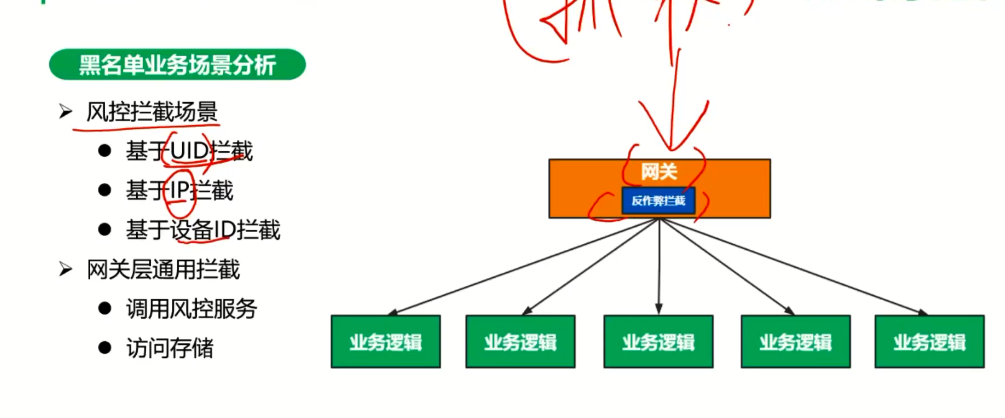 黑名单业务场景分析
风控拦截场景
基于UID拦截
基于IP拦截
基于设备ID拦截
网关层通用拦截
调用风控服务
访问存储
网关
反作弊拦截
业务逻辑
业务逻辑
业务逻辑
业务逻辑
业务逻辑